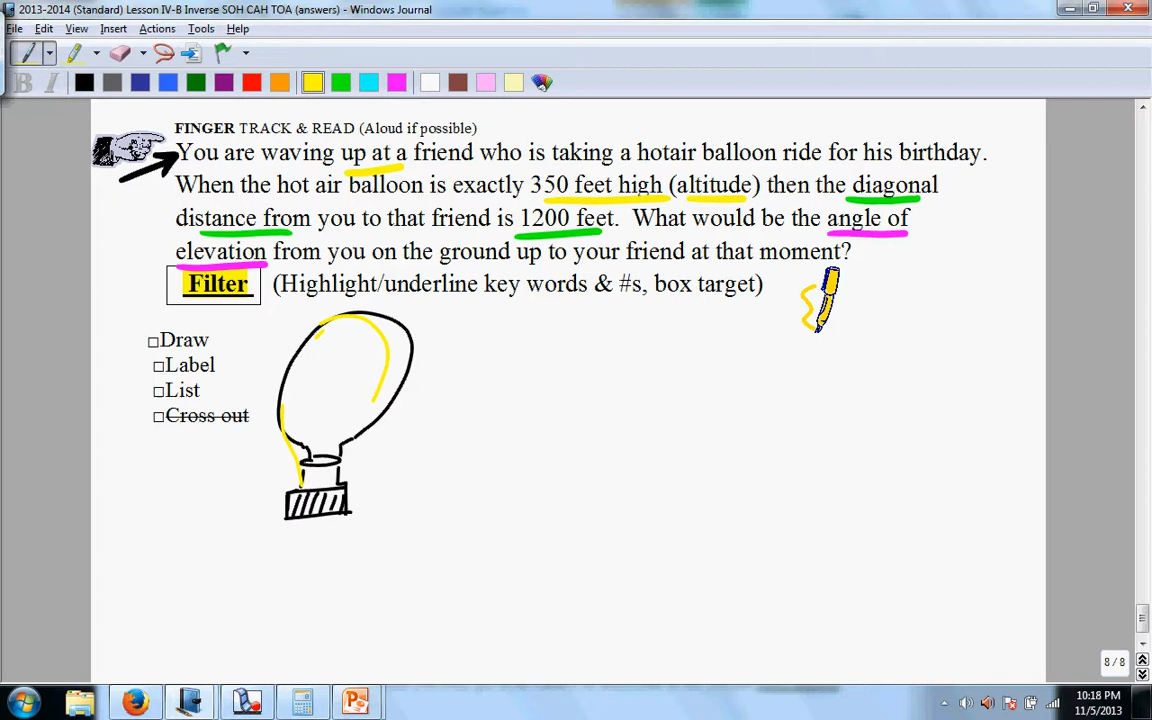 2013-2014 (Standard) Lesson IV-B Inverse SOH CAH TOA (answers) - Windows Journal
File Edit View Insert Actions Tools Help
B I
FINGER TRACK & READ (Aloud if possible)
You are waving up at a friend who is taking a hotair balloon ride for his birthday.
When the hot air balloon is exactly 350 feet high (altitude) then the diagonal
distance from you to that friend is 1200 feet. What would be the angle of
elevation from you on the ground up to your friend at that moment?
Filter (Highlight/underline key words & #s, box target)
□Draw
□Label
□List
□Cross out
8 / 8
10:18 PM
11/5/2013